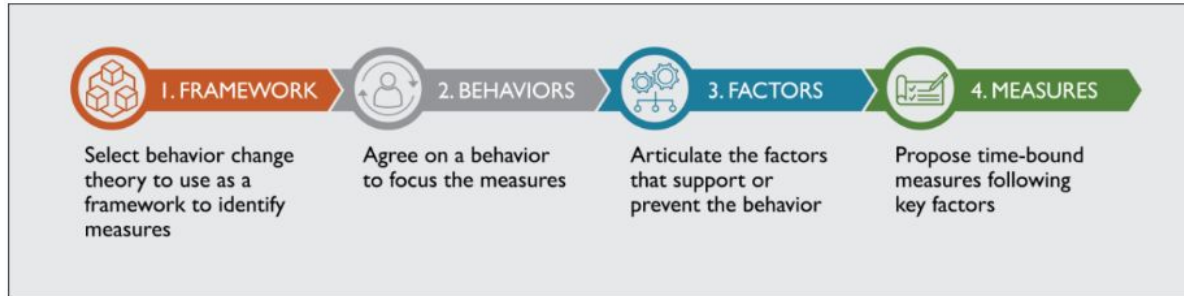 1. FRAMEWORK
Select behavior change
theory to use as a
framework to identify
measures
2. BEHAVIORS
Agree on a behavior
to focus the measures
3. FACTORS
Articulate the factors
that support or
prevent the behavior
4. MEASURES
Propose time-bound
measures following
key factors